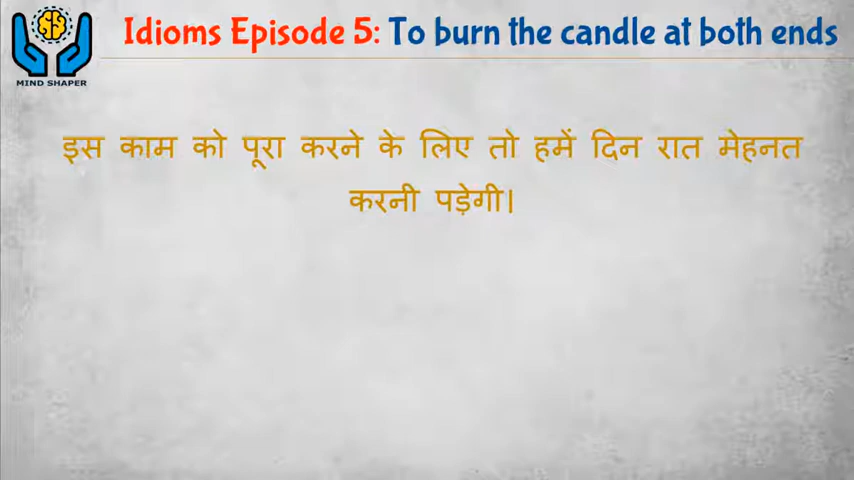 Idioms Episode 5: To burn the candle at both ends
MIND SHAPER
इस काम को पूरा करने के लिए तो हमें दिन रात मेहनत
करनी पड़ेगी।